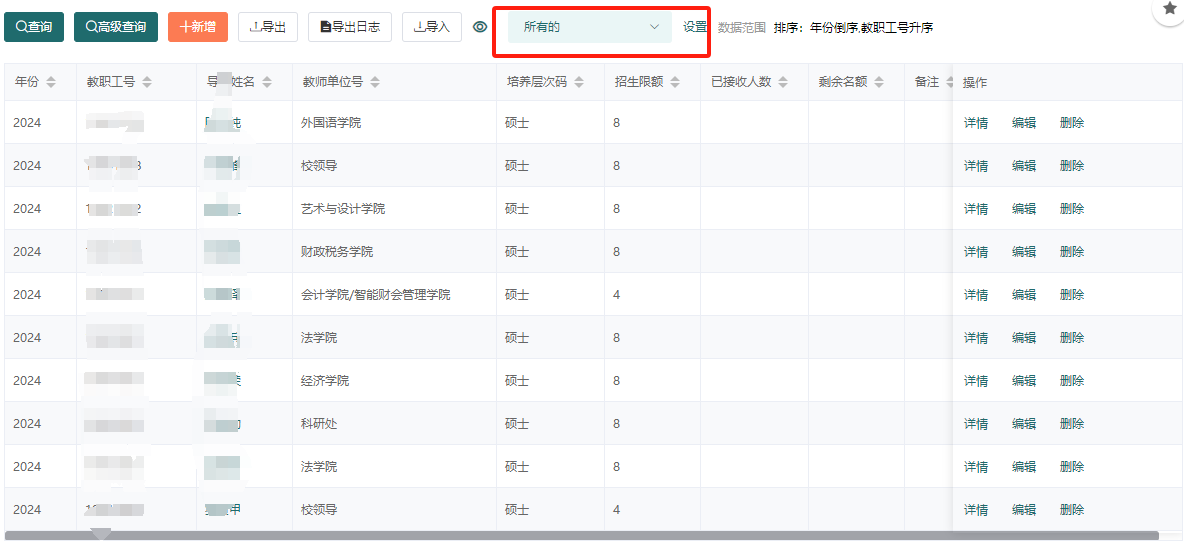 查询 高级查询 新增 导出 导出日志 导入 所有的 设置 数据范围 排序：年份倒序,教职工号升序
年份 教职工号 导 姓名 教师单位号 培养层次码 招生限额 已接收人数 剩余名额 备注 操作
2024 外国语学院 硕士 8 详情 编辑 删除
2024 校领导 硕士 8 详情 编辑 删除
2024 艺术与设计学院 硕士 8 详情 编辑 删除
2024 财政税务学院 硕士 8 详情 编辑 删除
2024 会计学院/智能财会管理学院 硕士 4 详情 编辑 删除
2024 法学院 硕士 8 详情 编辑 删除
2024 经济学院 硕士 8 详情 编辑 删除
2024 科研处 硕士 8 详情 编辑 删除
2024 法学院 硕士 8 详情 编辑 删除
2024 校领导 硕士 4 详情 编辑 删除